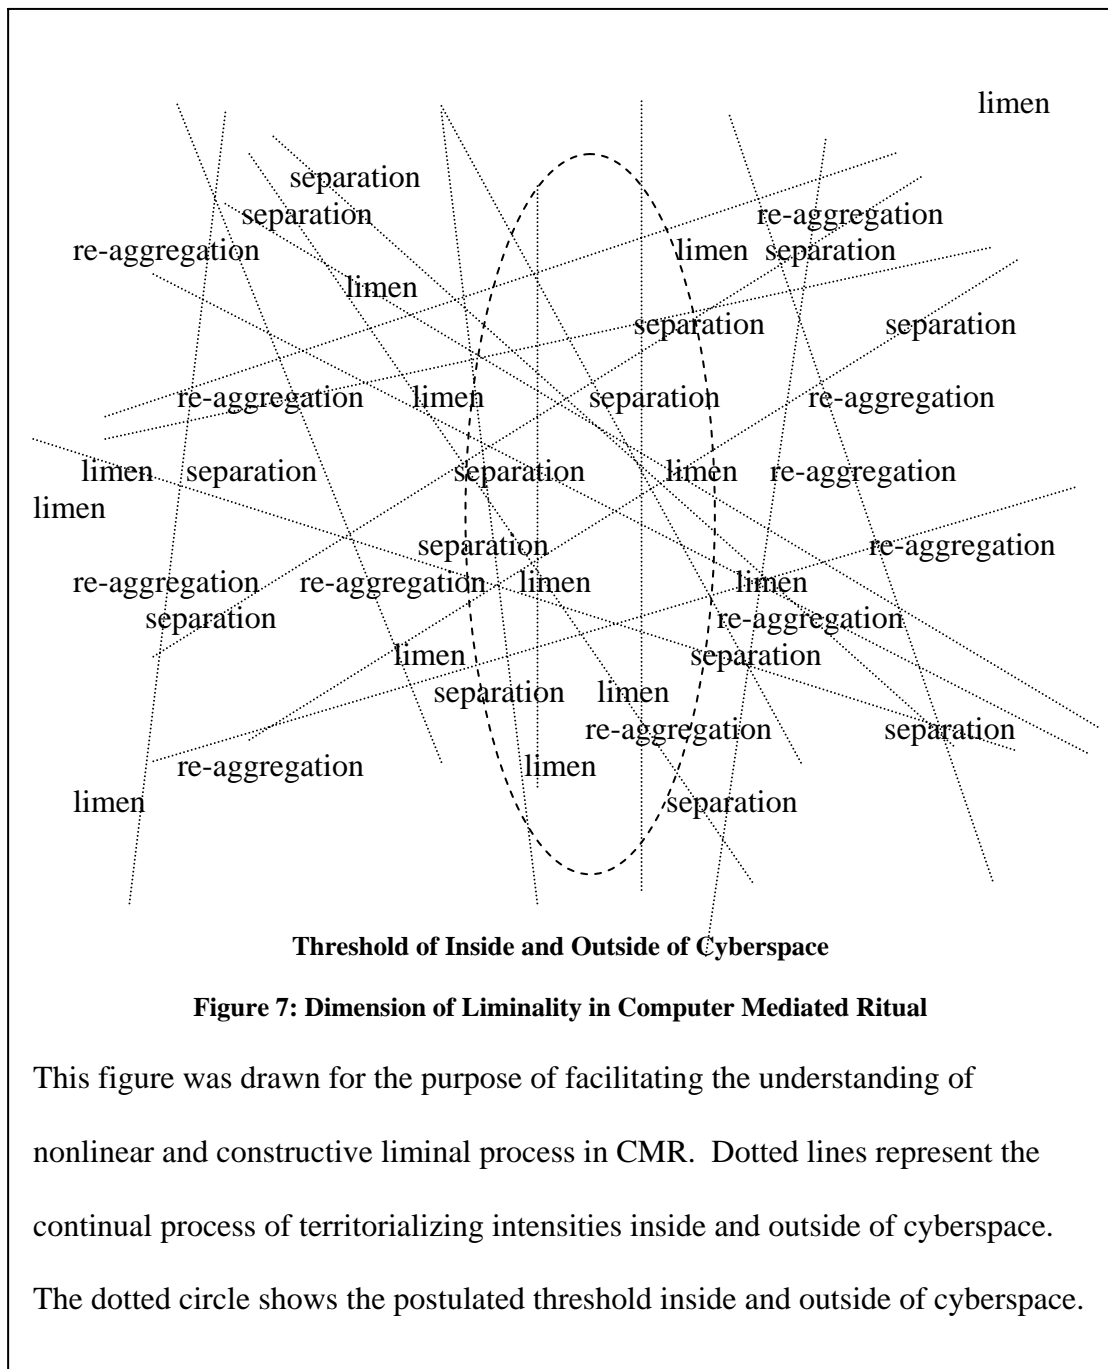 limen
separation
separation re-aggregation
re-aggregation limen separation
limen
separation separation
re-aggregation limen separation re-aggregation
limen separation separation limen re-aggregation
limen
separation re-aggregation
re-aggregation re-aggregation limen limen
separation re-aggregation
limen separation
separation limen
re-aggregation separation
re-aggregation limen
limen separation
Threshold of Inside and Outside of Cyberspace
Figure 7: Dimension of Liminality in Computer Mediated Ritual
This figure was drawn for the purpose of facilitating the understanding of
nonlinear and constructive liminal process in CMR. Dotted lines represent the
continual process of territorializing intensities inside and outside of cyberspace.
The dotted circle shows the postulated threshold inside and outside of cyberspace.